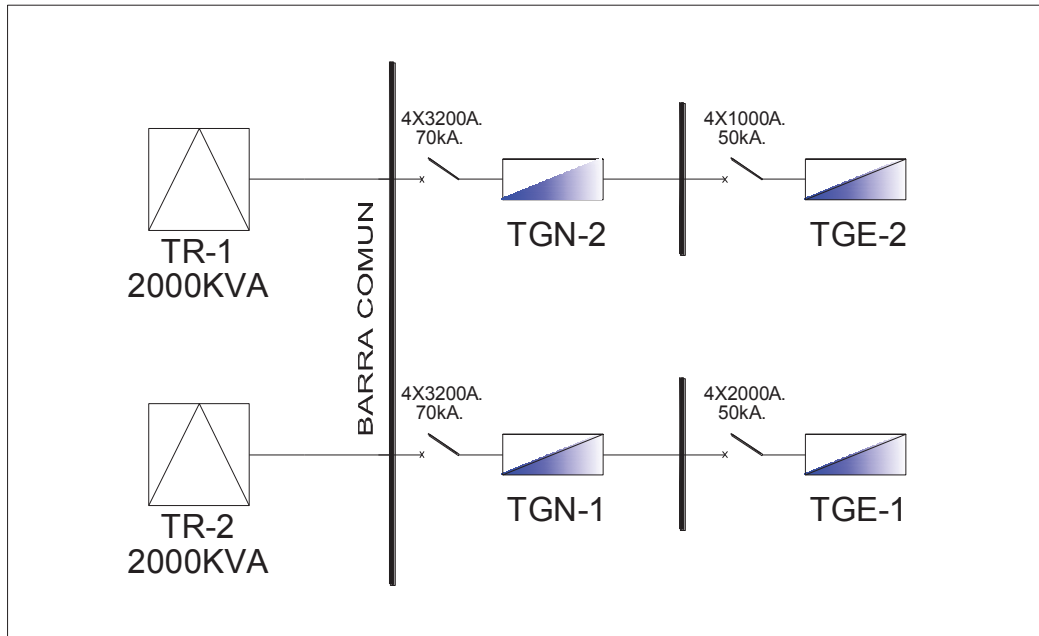 4X3200A.
70kA.
4X1000A.
50kA.
TR-1
2000KVA
TGN-2
TGE-2
BARRA COMUN
4X3200A.
70kA.
4X2000A.
50kA.
TR-2
2000KVA
TGN-1
TGE-1